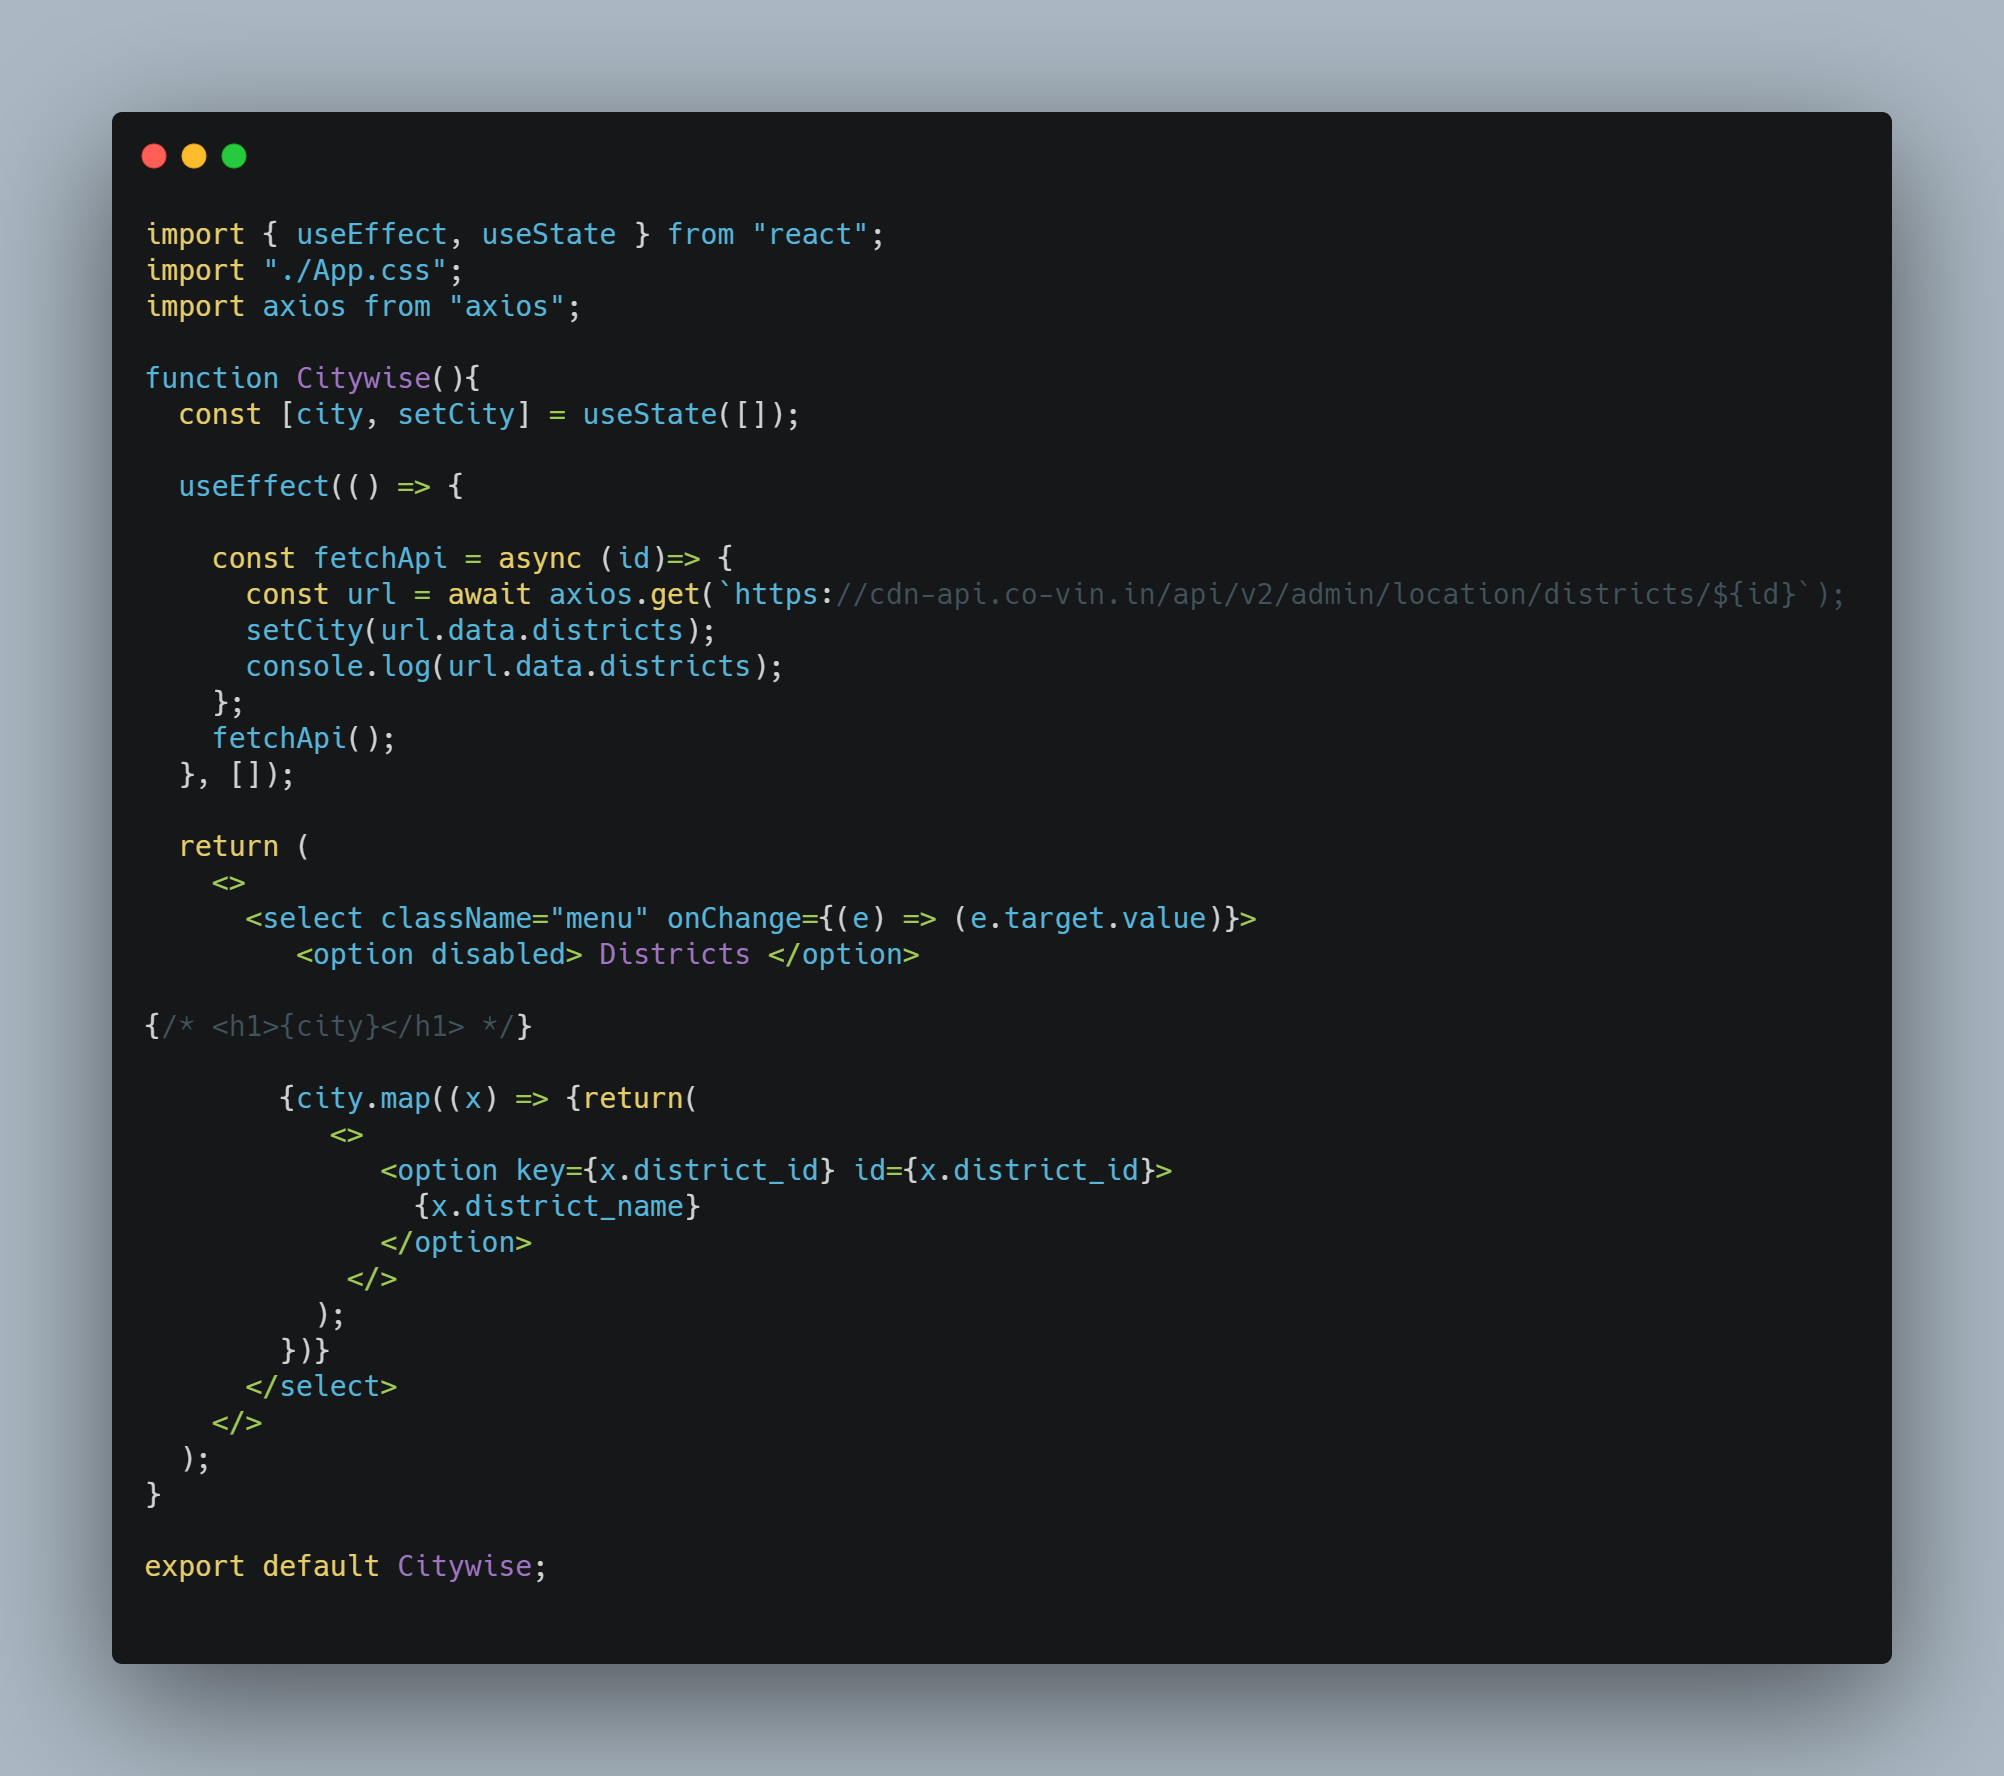 import { useEffect, useState } from "react";
import "./App.css";
import axios from "axios";

function Citywise(){
  const [city, setCity] = useState([]);

  useEffect(() => {

    const fetchApi = async (id)=> {
      const url = await axios.get(`https://cdn-api.co-vin.in/api/v2/admin/location/districts/${id}`);
      setCity(url.data.districts);
      console.log(url.data.districts);
    };
    fetchApi();
  }, []);

  return (
    <>
      <select className="menu" onChange={(e) => (e.target.value)}>
         <option disabled> Districts </option>

{/* <h1>{city}</h1> */}

        {city.map((x) => {return(
           <>
              <option key={x.district_id} id={x.district_id}>
                {x.district_name}
              </option>
            </>
          );
        })}
      </select>
    </>
  );
}

export default Citywise;